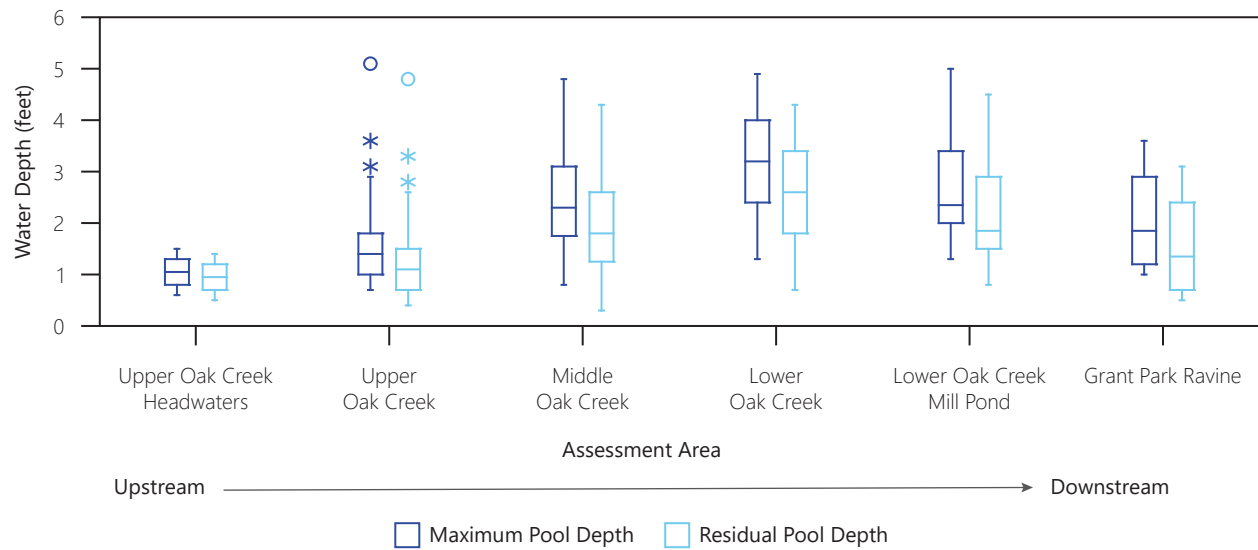 6
5
4
3
2
1
0
Water Depth (feet)
Upper Oak Creek
Headwaters
Upper
Oak Creek
Middle
Oak Creek
Lower
Oak Creek
Lower Oak Creek
Mill Pond
Grant Park Ravine
Assessment Area
Upstream
Downstream
Maximum Pool Depth
Residual Pool Depth